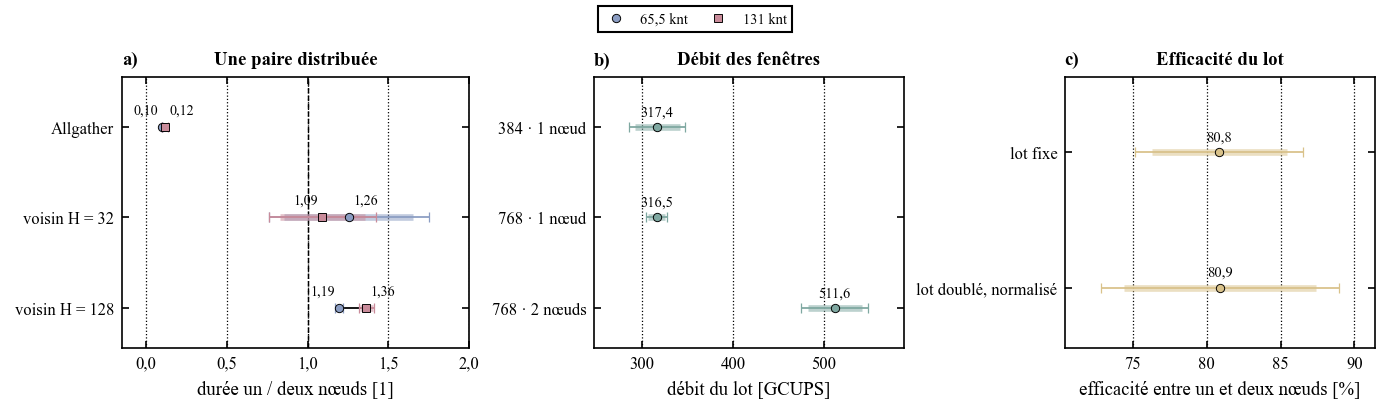 65,5 knt 131 knt
a) Une paire distribuée
Allgather
voisin H = 32
voisin H = 128
0,10 0,12
1,09 1,26
1,19 1,36
0,0 0,5 1,0 1,5 2,0
durée un / deux nœuds [1]
b) Débit des fenêtres
384 · 1 nœud
768 · 1 nœud
768 · 2 nœuds
317,4
316,5
511,6
300 400 500
débit du lot [GCUPS]
c) Efficacité du lot
lot fixe
lot doublé, normalisé
80,8
80,9
75 80 85 90
efficacité entre un et deux nœuds [%]